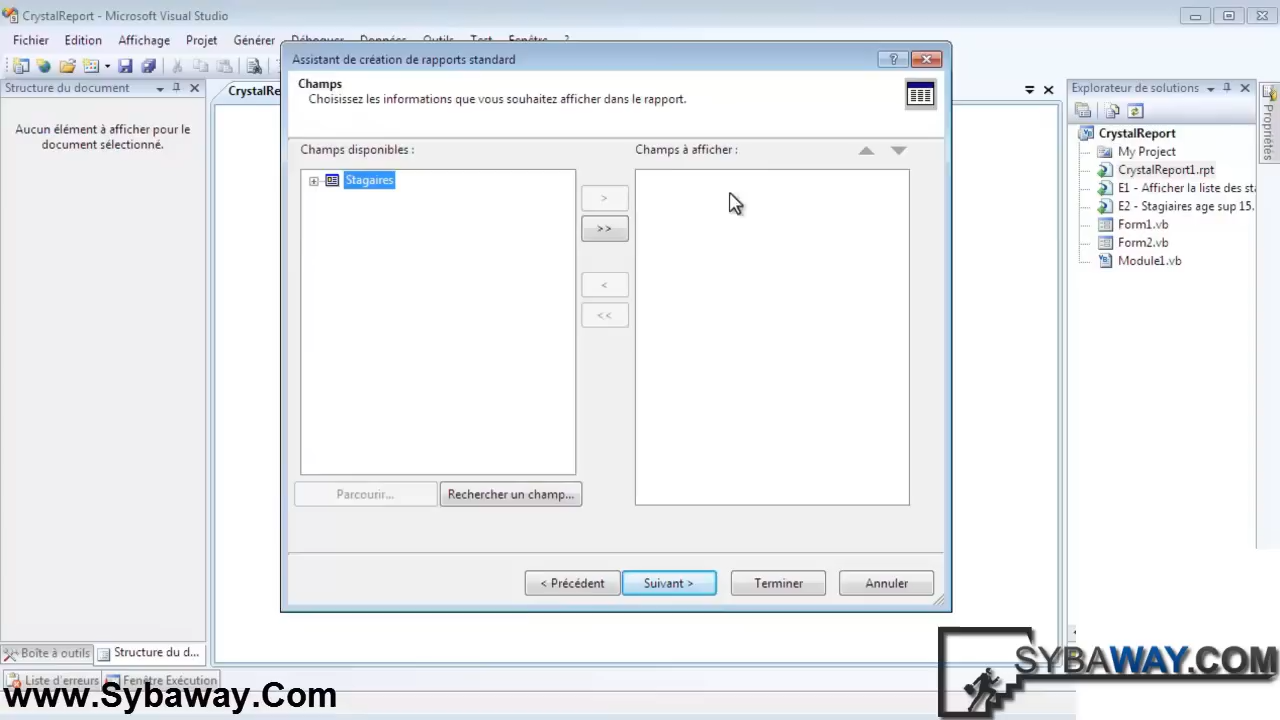 CrystalReport - Microsoft Visual Studio
Fichier Edition Affichage Projet Générer Déboguer Données Outils Test Fenêtre ?
Structure du document
Aucun élément à afficher pour le
document sélectionné.
CrystalRe
Assistant de création de rapports standard
?
Champs
Choisissez les informations que vous souhaitez afficher dans le rapport.
Champs disponibles :
Stagaires
>
>>
<
<<
Champs à afficher :
Parcourir...
Rechercher un champ...
< Précédent
Suivant >
Terminer
Annuler
Explorateur de solutions
CrystalReport
My Project
CrystalReport1.rpt
E1 - Afficher la liste des sta
E2 - Stagiaires age sup 15.
Form1.vb
Form2.vb
Module1.vb
Propriétés
Boîte à outils
Structure du d...
Liste d'erreurs
Fenêtre Exécution
www.Sybaway.Com
SYBAWAY.COM